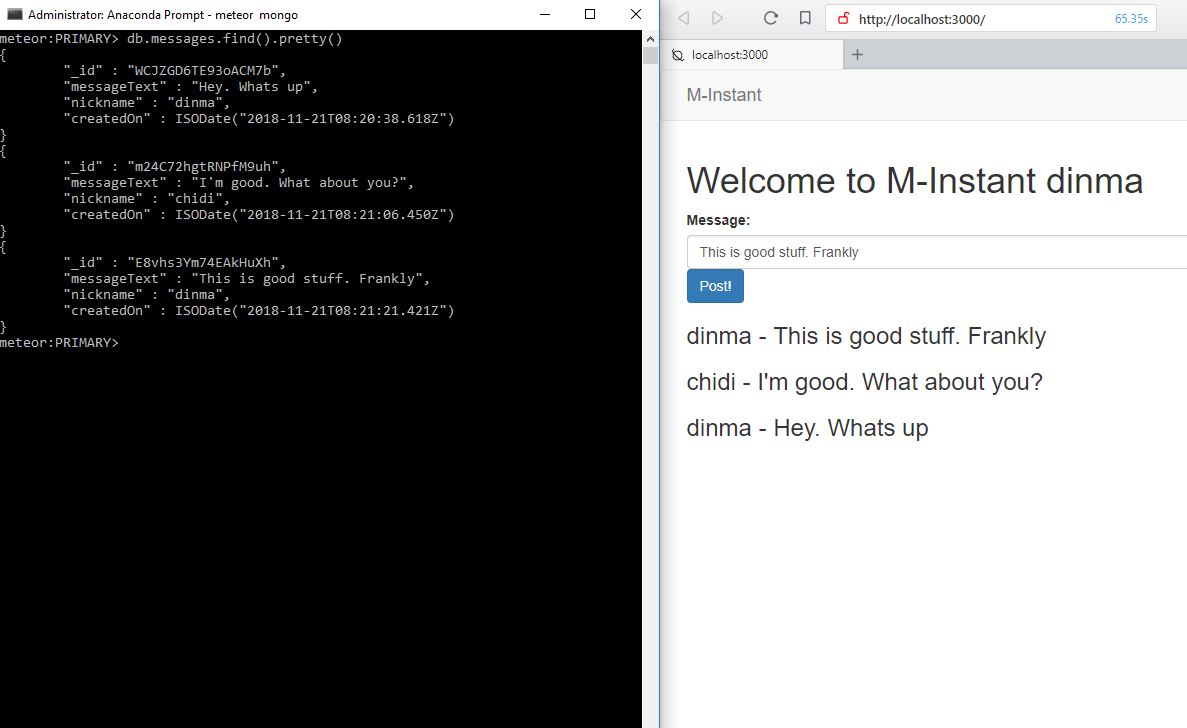 Administrator: Anaconda Prompt - meteor mongo
meteor:PRIMARY> db.messages.find().pretty()
{
"_id" : "WCJZGD6TE93oACM7b",
"messageText" : "Hey. Whats up",
"nickname" : "dinma",
"createdOn" : ISODate("2018-11-21T08:20:38.618Z")
}
{
"_id" : "m24C72hgtRNPfM9uh",
"messageText" : "I'm good. What about you?",
"nickname" : "chidi",
"createdOn" : ISODate("2018-11-21T08:21:06.450Z")
}
{
"_id" : "E8vhs3Ym74EAkHuXh",
"messageText" : "This is good stuff. Frankly",
"nickname" : "dinma",
"createdOn" : ISODate("2018-11-21T08:21:21.421Z")
}
meteor:PRIMARY>
http://localhost:3000/ 65.35s
localhost:3000
M-Instant
Welcome to M-Instant dinma
Message:
This is good stuff. Frankly
Post!
dinma - This is good stuff. Frankly
chidi - I'm good. What about you?
dinma - Hey. Whats up